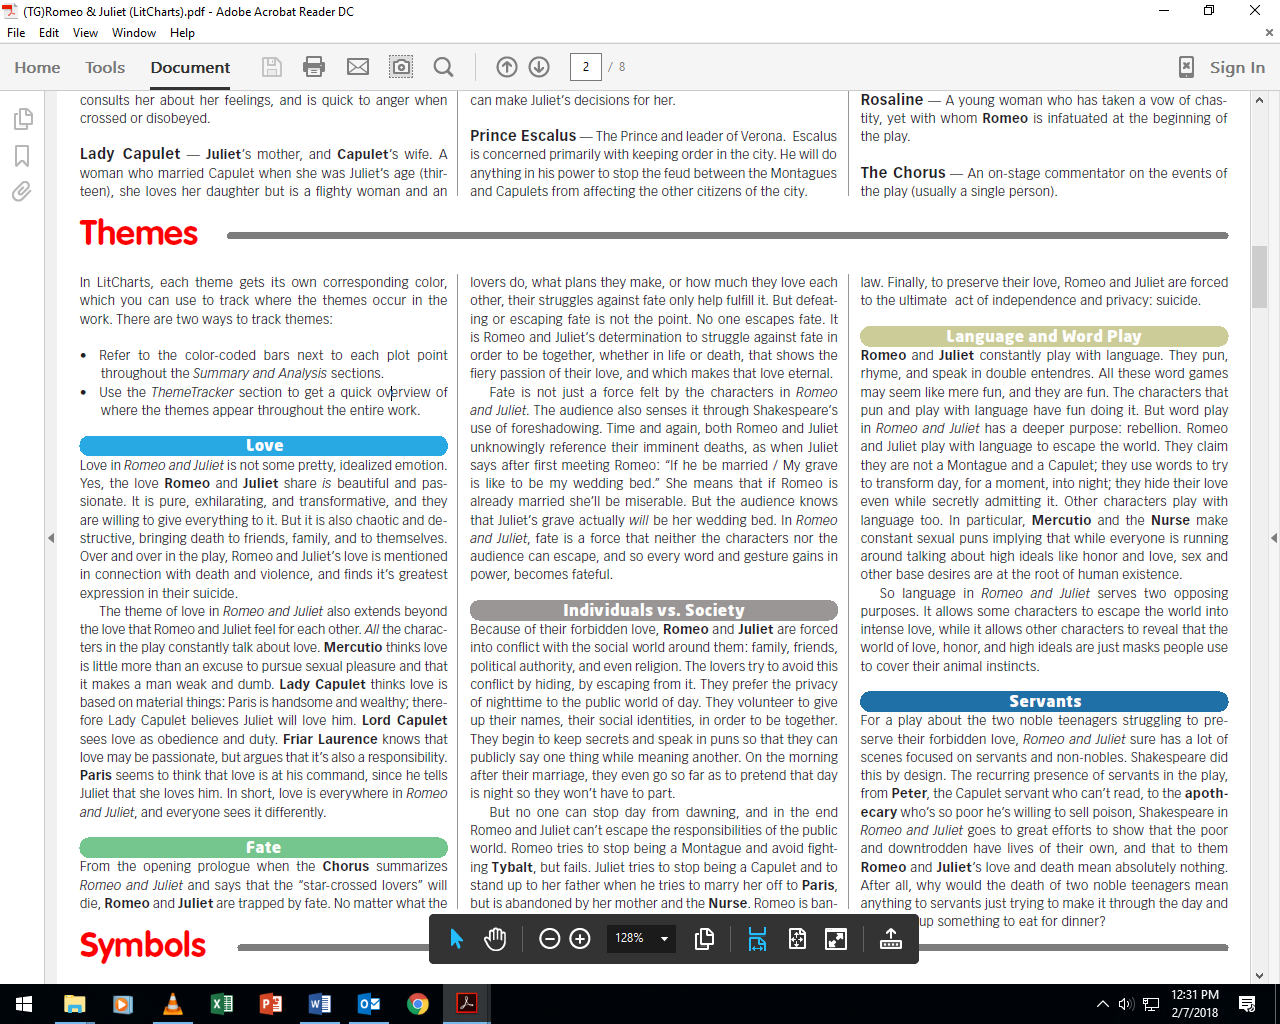 (TG)Romeo & Juliet (LitCharts).pdf - Adobe Acrobat Reader DC
File Edit View Window Help
Home Tools Document 2 / 8 Sign In
consults her about her feelings, and is quick to anger when
crossed or disobeyed.
Lady Capulet — Juliet's mother, and Capulet's wife. A
woman who married Capulet when she was Juliet's age (thir-
teen), she loves her daughter but is a flighty woman and an
can make Juliet's decisions for her.
Prince Escalus — The Prince and leader of Verona. Escalus
is concerned primarily with keeping order in the city. He will do
anything in his power to stop the feud between the Montagues
and Capulets from affecting the other citizens of the city.
Rosaline — A young woman who has taken a vow of chas-
tity, yet with whom Romeo is infatuated at the beginning of
the play.
The Chorus — An on-stage commentator on the events of
the play (usually a single person).
Themes
In LitCharts, each theme gets its own corresponding color,
which you can use to track where the themes occur in the
work. There are two ways to track themes:
• Refer to the color-coded bars next to each plot point
throughout the Summary and Analysis sections.
• Use the ThemeTracker section to get a quick overview of
where the themes appear throughout the entire work.
Love
Love in Romeo and Juliet is not some pretty, idealized emotion.
Yes, the love Romeo and Juliet share is beautiful and pas-
sionate. It is pure, exhilarating, and transformative, and they
are willing to give everything to it. But it is also chaotic and de-
structive, bringing death to friends, family, and to themselves.
Over and over in the play, Romeo and Juliet's love is mentioned
in connection with death and violence, and finds it's greatest
expression in their suicide.
The theme of love in Romeo and Juliet also extends beyond
the love that Romeo and Juliet feel for each other. All the charac-
ters in the play constantly talk about love. Mercutio thinks love
is little more than an excuse to pursue sexual pleasure and that
it makes a man weak and dumb. Lady Capulet thinks love is
based on material things: Paris is handsome and wealthy; there-
fore Lady Capulet believes Juliet will love him. Lord Capulet
sees love as obedience and duty. Friar Laurence knows that
love may be passionate, but argues that it's also a responsibility.
Paris seems to think that love is at his command, since he tells
Juliet that she loves him. In short, love is everywhere in Romeo
and Juliet, and everyone sees it differently.
Fate
From the opening prologue when the Chorus summarizes
Romeo and Juliet and says that the "star-crossed lovers" will
die, Romeo and Juliet are trapped by fate. No matter what the
lovers do, what plans they make, or how much they love each
other, their struggles against fate only help fulfill it. But defeat-
ing or escaping fate is not the point. No one escapes fate. It
is Romeo and Juliet's determination to struggle against fate in
order to be together, whether in life or death, that shows the
fiery passion of their love, and which makes that love eternal.
Fate is not just a force felt by the characters in Romeo
and Juliet. The audience also senses it through Shakespeare's
use of foreshadowing. Time and again, both Romeo and Juliet
unknowingly reference their imminent deaths, as when Juliet
says after first meeting Romeo: "If he be married / My grave
is like to be my wedding bed." She means that if Romeo is
already married she'll be miserable. But the audience knows
that Juliet's grave actually will be her wedding bed. In Romeo
and Juliet, fate is a force that neither the characters nor the
audience can escape, and so every word and gesture gains in
power, becomes fateful.
Individuals vs. Society
Because of their forbidden love, Romeo and Juliet are forced
into conflict with the social world around them: family, friends,
political authority, and even religion. The lovers try to avoid this
conflict by hiding, by escaping from it. They prefer the privacy
of nighttime to the public world of day. They volunteer to give
up their names, their social identities, in order to be together.
They begin to keep secrets and speak in puns so that they can
publicly say one thing while meaning another. On the morning
after their marriage, they even go so far as to pretend that day
is night so they won't have to part.
But no one can stop day from dawning, and in the end
Romeo and Juliet can't escape the responsibilities of the public
world. Romeo tries to stop being a Montague and avoid fight-
ing Tybalt, but fails. Juliet tries to stop being a Capulet and to
stand up to her father when he tries to marry her off to Paris,
but is abandoned by her mother and the Nurse. Romeo is ban-
law. Finally, to preserve their love, Romeo and Juliet are forced
to the ultimate act of independence and privacy: suicide.
Language and Word Play
Romeo and Juliet constantly play with language. They pun,
rhyme, and speak in double entendres. All these word games
may seem like mere fun, and they are fun. The characters that
pun and play with language have fun doing it. But word play
in Romeo and Juliet has a deeper purpose: rebellion. Romeo
and Juliet play with language to escape the world. They claim
they are not a Montague and a Capulet; they use words to try
to transform day, for a moment, into night; they hide their love
even while secretly admitting it. Other characters play with
language too. In particular, Mercutio and the Nurse make
constant sexual puns implying that while everyone is running
around talking about high ideals like honor and love, sex and
other base desires are at the root of human existence.
So language in Romeo and Juliet serves two opposing
purposes. It allows some characters to escape the world into
intense love, while it allows other characters to reveal that the
world of love, honor, and high ideals are just masks people use
to cover their animal instincts.
Servants
For a play about the two noble teenagers struggling to pre-
serve their forbidden love, Romeo and Juliet sure has a lot of
scenes focused on servants and non-nobles. Shakespeare did
this by design. The recurring presence of servants in the play,
from Peter, the Capulet servant who can't read, to the apoth-
ecary who's so poor he's willing to sell poison, Shakespeare in
Romeo and Juliet goes to great efforts to show that the poor
and downtrodden have lives of their own, and that to them
Romeo and Juliet's love and death mean absolutely nothing.
After all, why would the death of two noble teenagers mean
anything to servants just trying to make it through the day and
up something to eat for dinner?
Symbols
128%
12:31 PM
2/7/2018